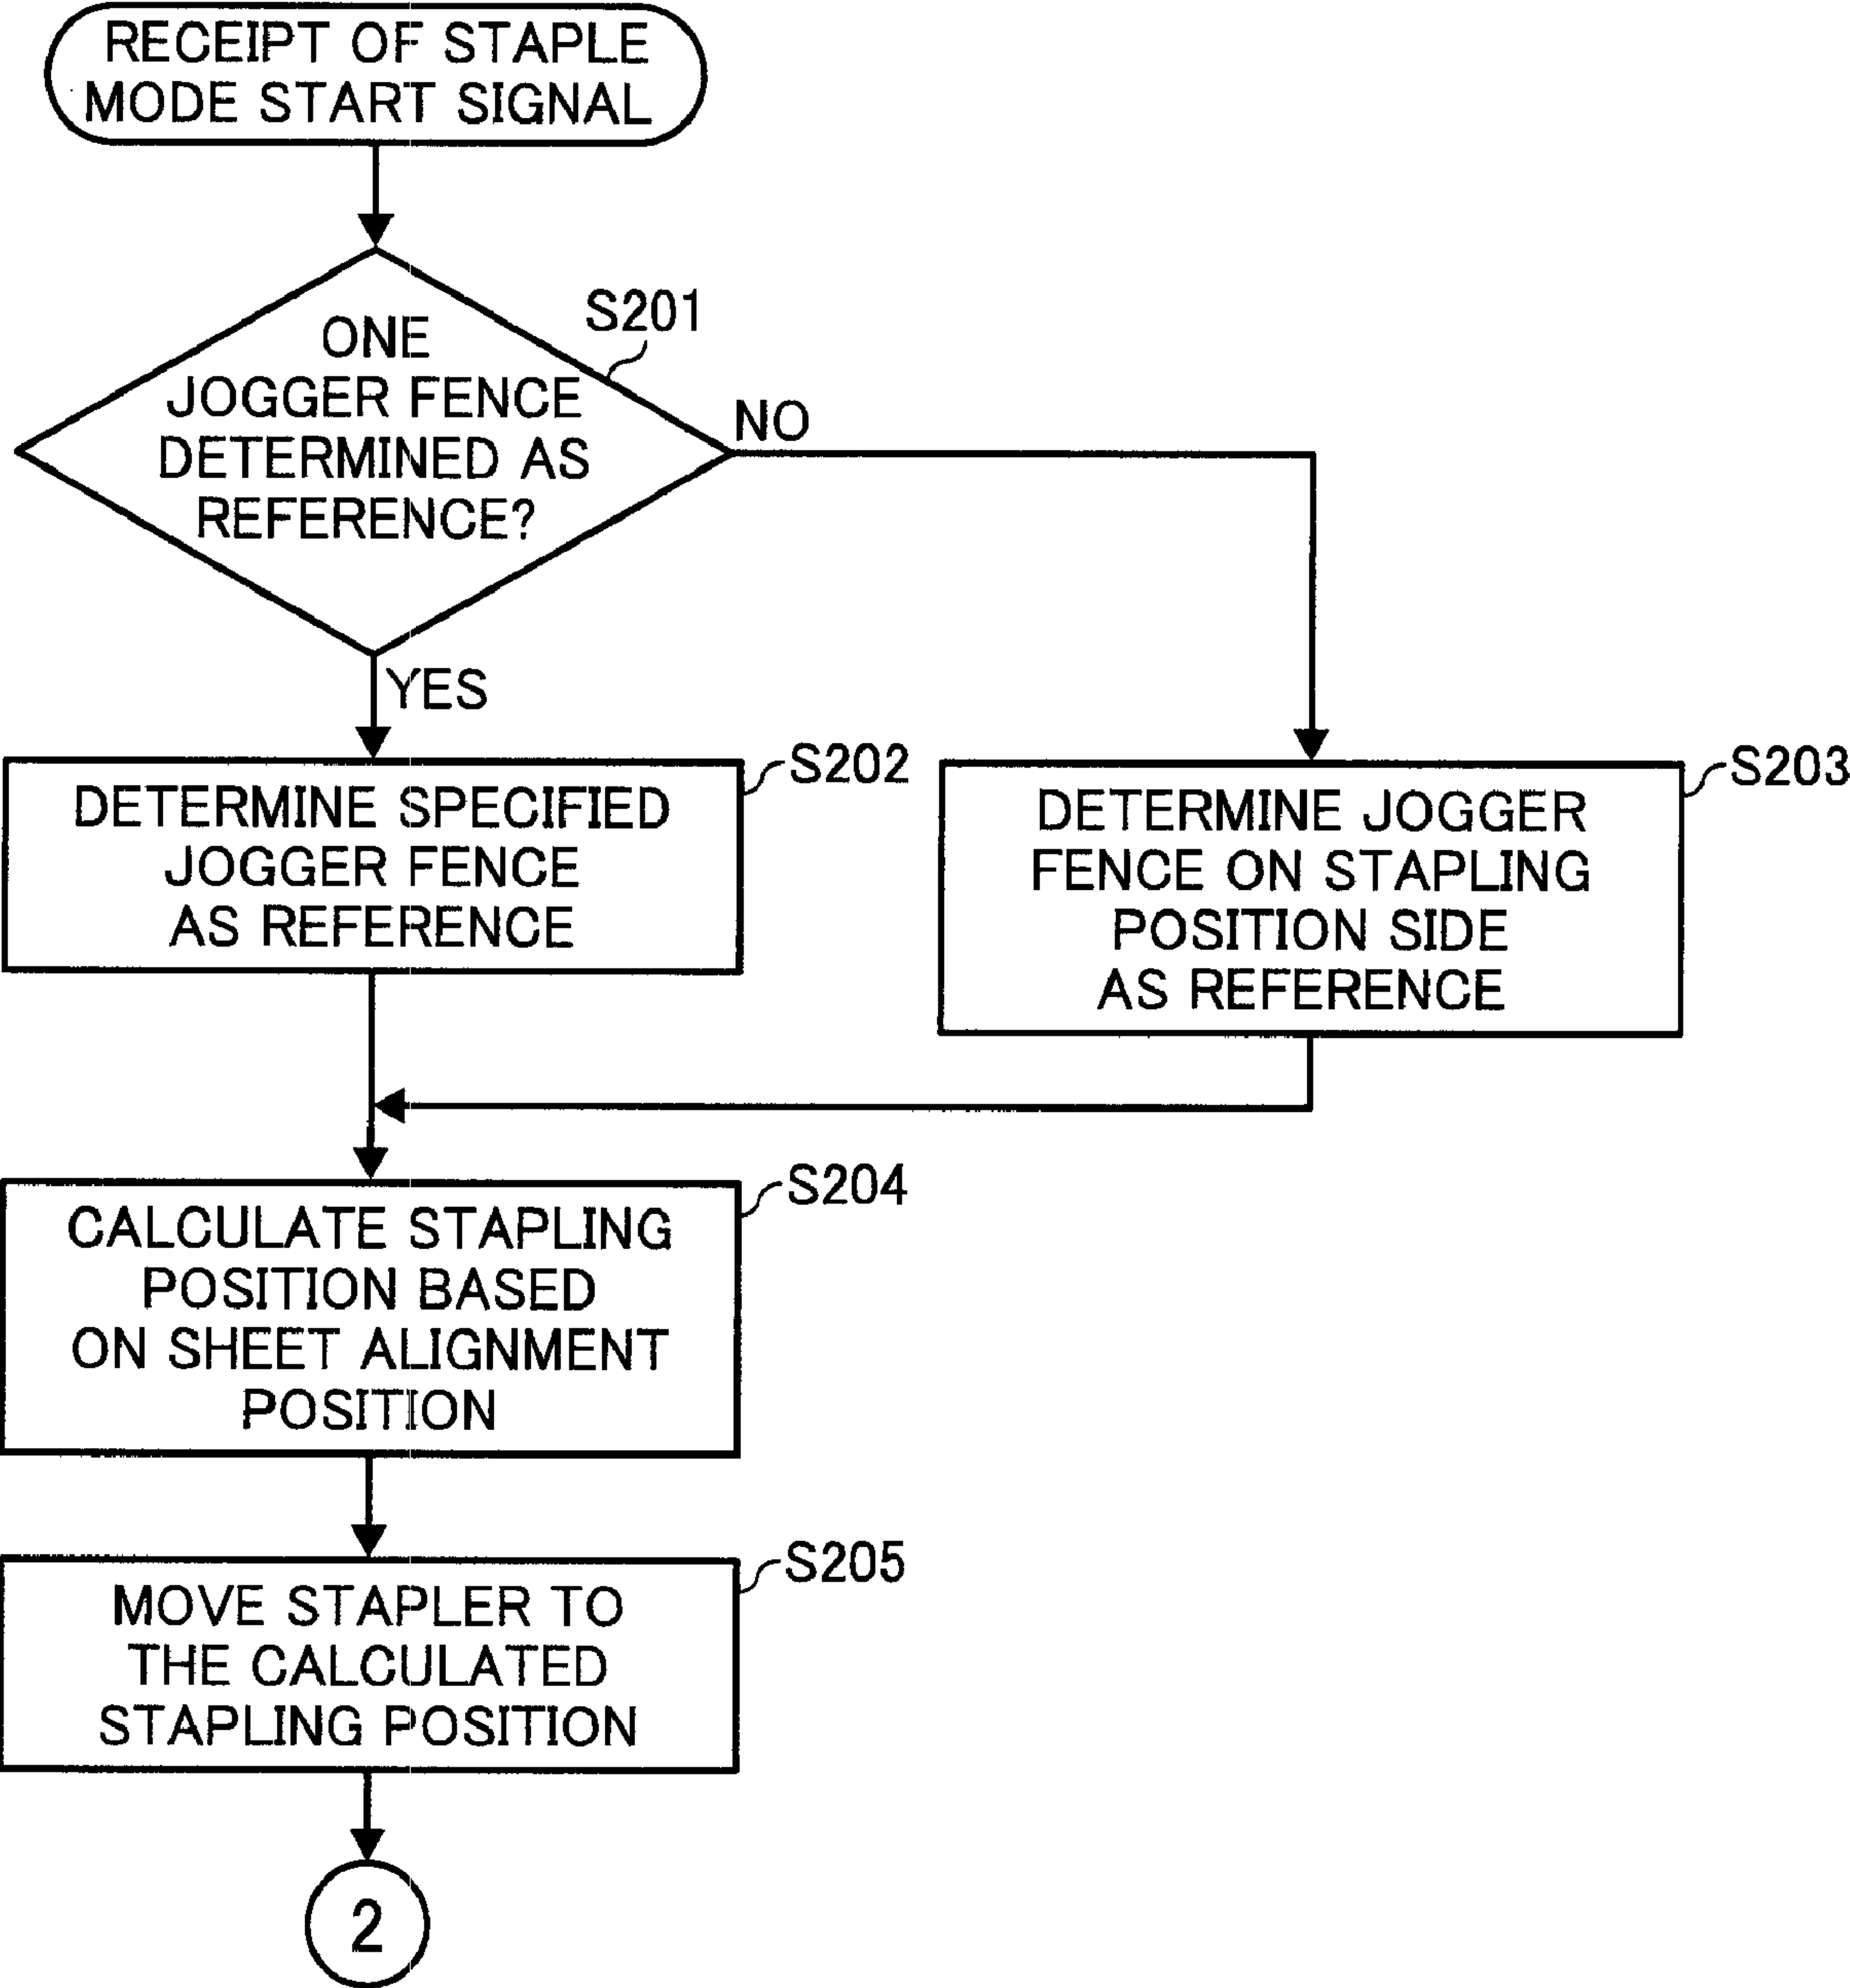 RECEIPT OF STAPLE
MODE START SIGNAL
S201
ONE
JOGGER FENCE
DETERMINED AS
REFERENCE?
NO
YES
S202
DETERMINE SPECIFIED
JOGGER FENCE
AS REFERENCE
S203
DETERMINE JOGGER
FENCE ON STAPLING
POSITION SIDE
AS REFERENCE
S204
CALCULATE STAPLING
POSITION BASED
ON SHEET ALIGNMENT
POSITION
S205
MOVE STAPLER TO
THE CALCULATED
STAPLING POSITION
2